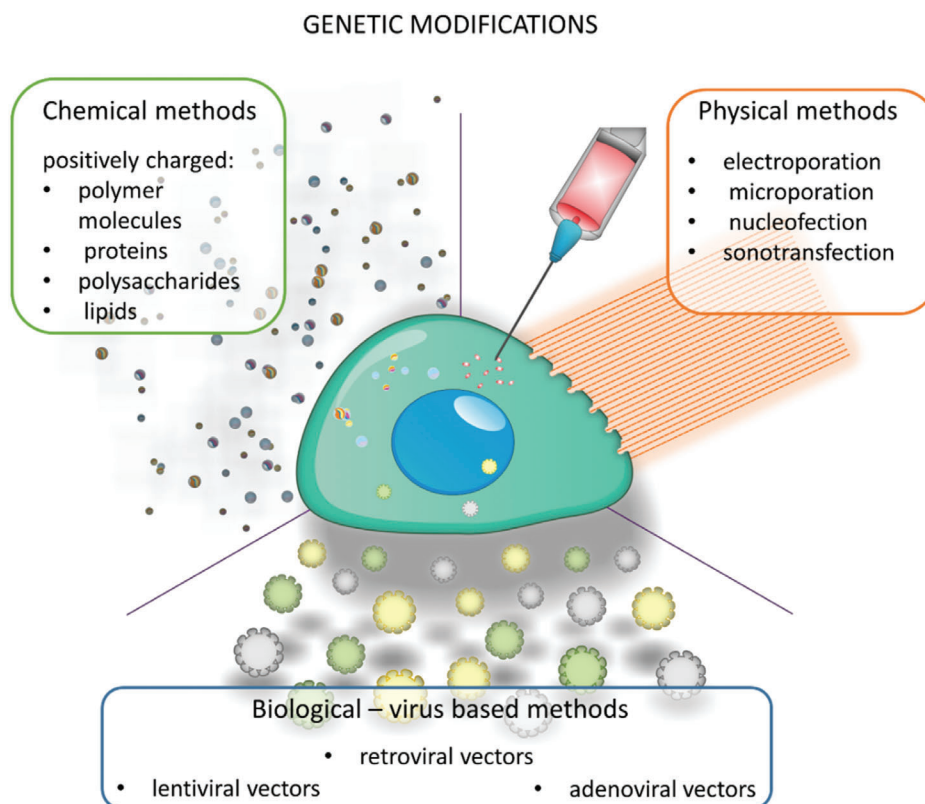 GENETIC MODIFICATIONS
Chemical methods
positively charged:
• polymer
molecules
• proteins
• polysaccharides
• lipids
Physical methods
• electroporation
• microporation
• nucleofection
• sonotransfection
Biological – virus based methods
• retroviral vectors
• lentiviral vectors
• adenoviral vectors